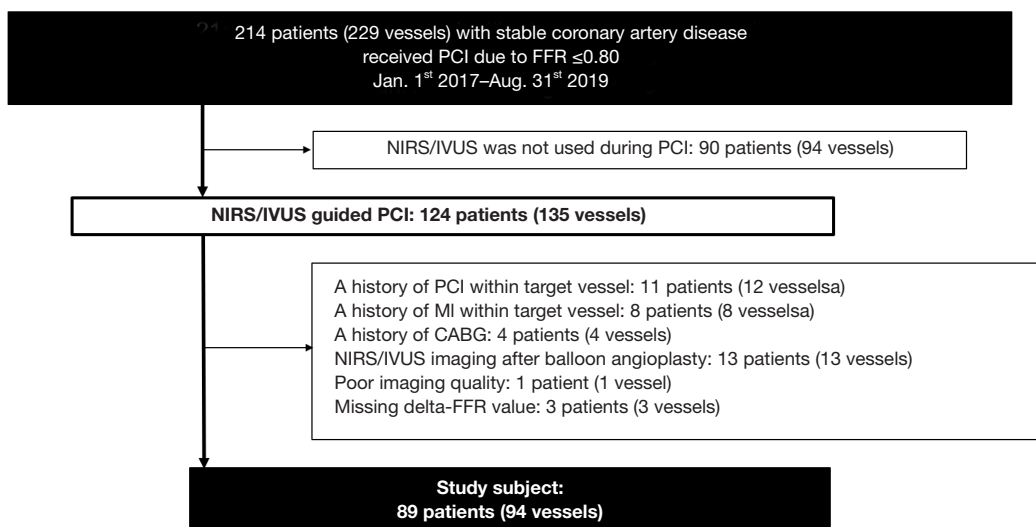 214 patients (229 vessels) with stable coronary artery disease
received PCI due to FFR ≤0.80
Jan. 1st 2017–Aug. 31st 2019
NIRS/IVUS was not used during PCI: 90 patients (94 vessels)
NIRS/IVUS guided PCI: 124 patients (135 vessels)
A history of PCI within target vessel: 11 patients (12 vesselsa)
A history of MI within target vessel: 8 patients (8 vesselsa)
A history of CABG: 4 patients (4 vessels)
NIRS/IVUS imaging after balloon angioplasty: 13 patients (13 vessels)
Poor imaging quality: 1 patient (1 vessel)
Missing delta-FFR value: 3 patients (3 vessels)
Study subject:
89 patients (94 vessels)